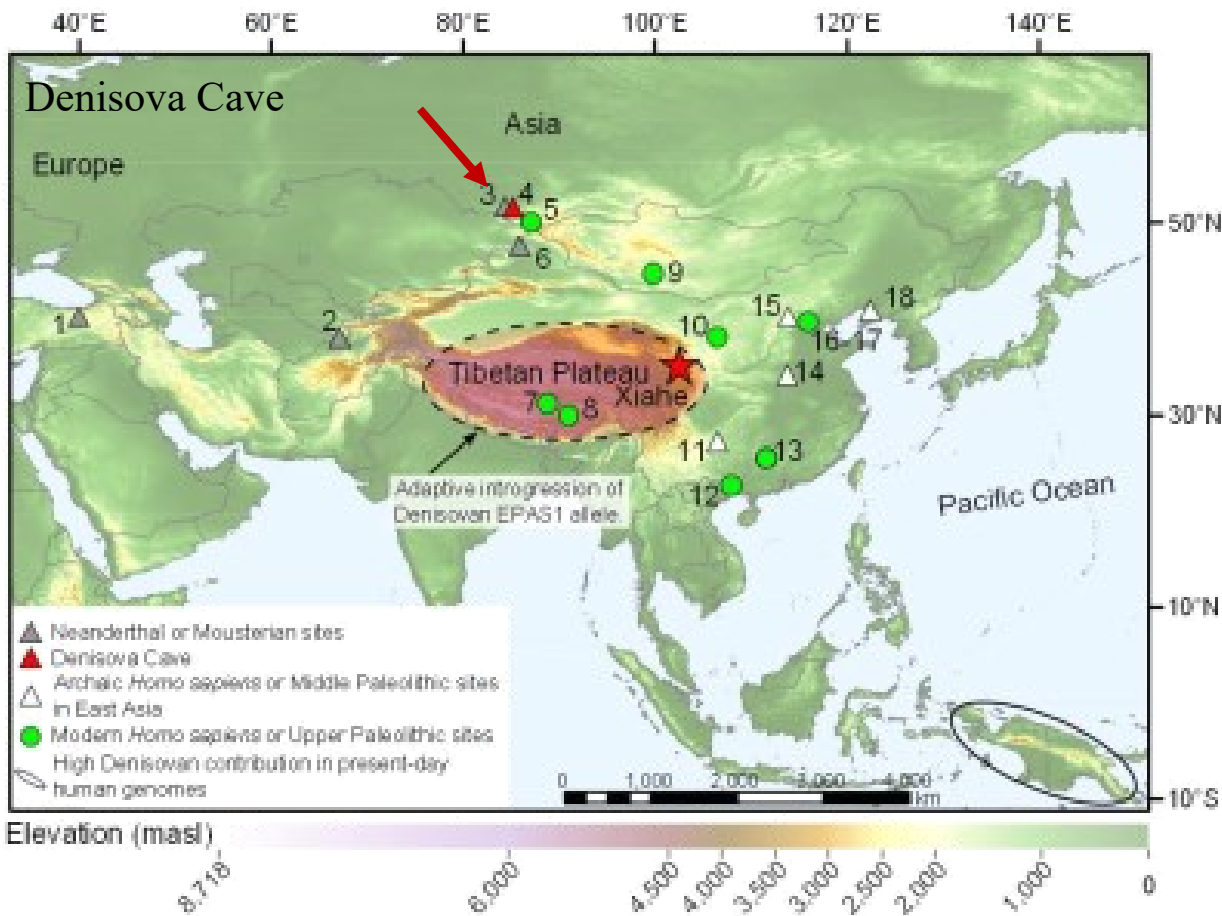 40°E 60°E 80°E 100°E 120°E 140°E
Denisova Cave
Asia
Europe
3 4
5
50°N
6
9
18
15
1
2
10
16 17
Tibetan Plateau
14
Xiahe
7
8
30°N
11
13
Adaptive introgression of
Denisovan EPAS1 allele.
12
Pacific Ocean
10°N
Neanderthal or Mousterian sites
Denisova Cave
Archaic Homo sapiens or Middle Paleolithic sites
in East Asia
Modern Homo sapiens or Upper Paleolithic sites
High Denisovan contribution in present-day
human genomes
0 1,000 2,000 3,000 4,000
km
10°S
Elevation (masl)
8.718 6.000 4.500 4.000 3.500 3.000 2.500 2.000 1.000 0